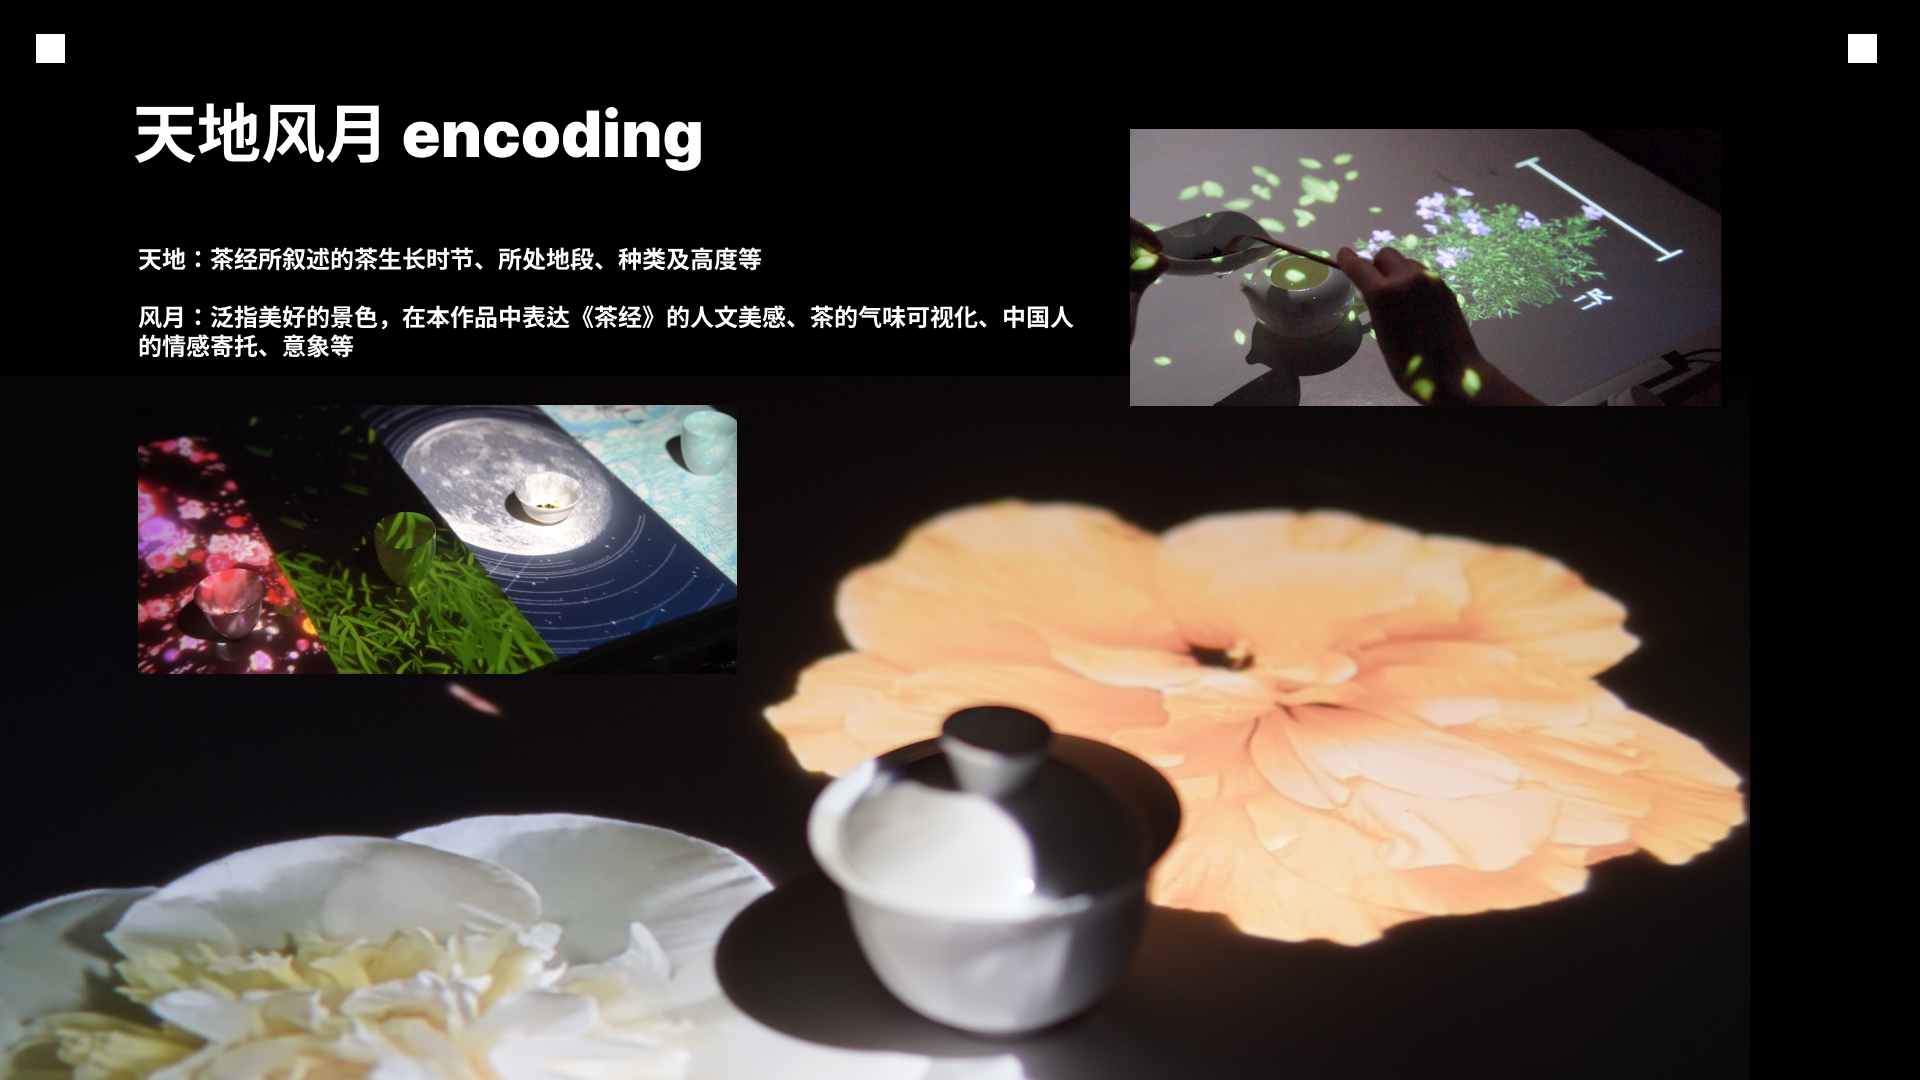 天地风月 encoding
天地：茶经所叙述的茶生长时节、所处地段、种类及高度等
风月：泛指美好的景色，在本作品中表达《茶经》的人文美感、茶的气味可视化、中国人
的情感寄托、意象等